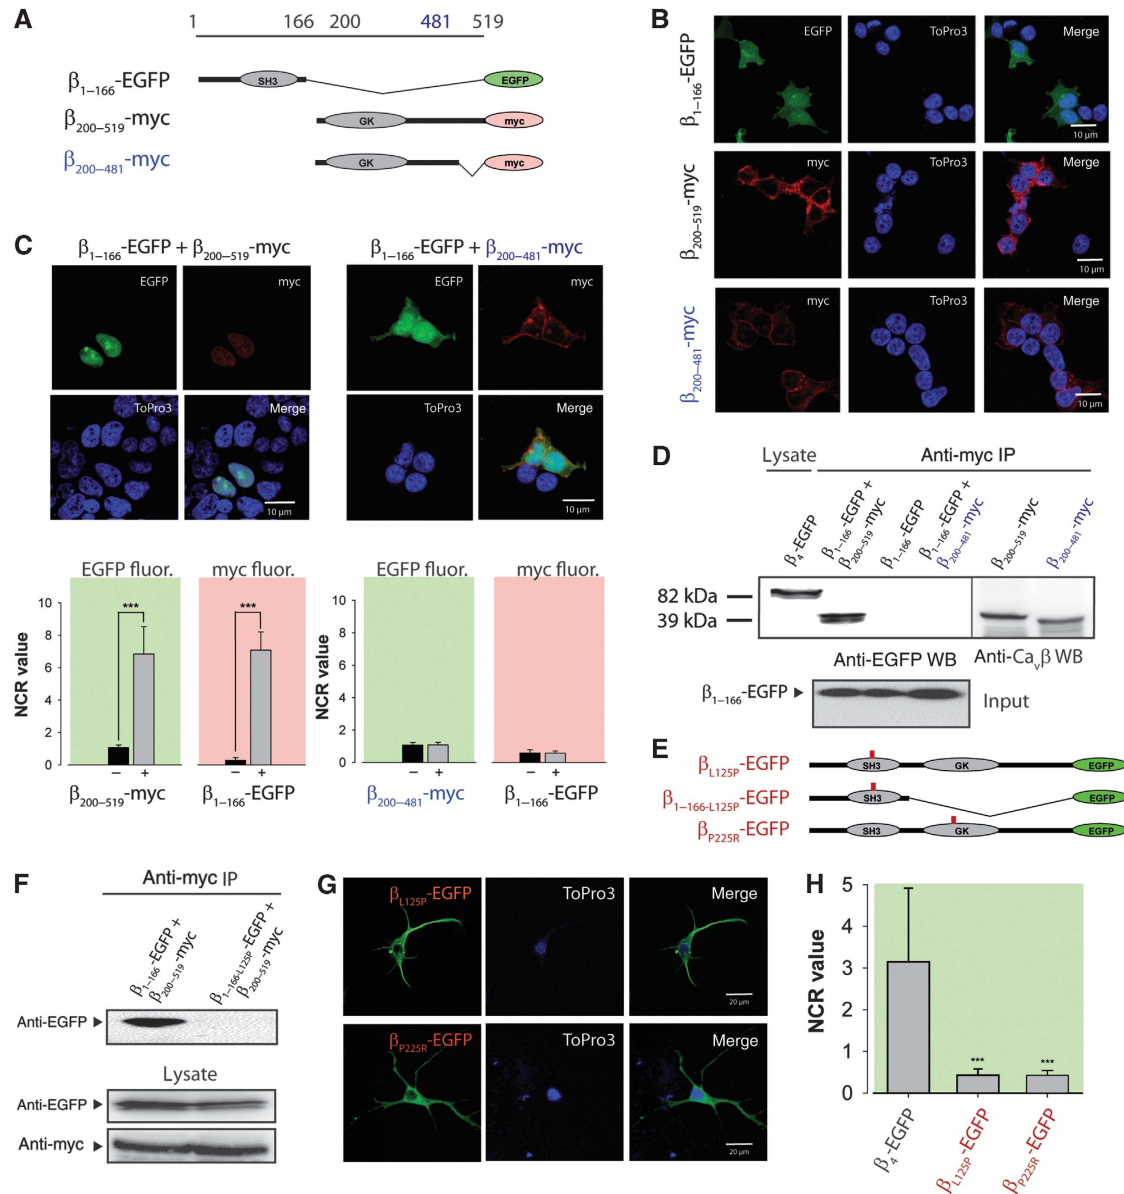 A
1 166 200 481 519
β1–166-EGFP
SH3
EGFP
β200–519-myc
GK
myc
β200–481-myc
GK
myc
B
β1–166-EGFP
EGFP
ToPro3
Merge
10 µm
β200–519-myc
myc
ToPro3
Merge
10 µm
β200–481-myc
myc
ToPro3
Merge
10 µm
C
β1–166-EGFP + β200–519-myc
EGFP
myc
ToPro3
Merge
10 µm
β1–166-EGFP + β200–481-myc
EGFP
myc
ToPro3
Merge
10 µm
EGFP fluor.
myc fluor.
NCR value
10
8
6
4
2
0
***
***
– +
– +
β200–519-myc
β1–166-EGFP
EGFP fluor.
myc fluor.
NCR value
10
8
6
4
2
0
– +
– +
β200–481-myc
β1–166-EGFP
D
Lysate
Anti-myc IP
β4-EGFP
β1–166-EGFP +
β200–519-myc
β1–166-EGFP
β1–166-EGFP +
β200–481-myc
β200–519-myc
β200–481-myc
82 kDa
39 kDa
Anti-EGFP WB
Anti-Cavβ WB
β1–166-EGFP
Input
E
βL125P-EGFP
SH3
GK
EGFP
β1–166-L125P-EGFP
SH3
EGFP
βP225R-EGFP
SH3
GK
EGFP
F
Anti-myc IP
β1–166-EGFP +
β200–519-myc
β1–166-L125P-EGFP +
β200–519-myc
Anti-EGFP
Lysate
Anti-EGFP
Anti-myc
G
βL125P-EGFP
ToPro3
Merge
20 µm
βP225R-EGFP
ToPro3
Merge
20 µm
H
NCR value
5
4
3
2
1
0
***
***
β4-EGFP
βL125P-EGFP
βP225R-EGFP